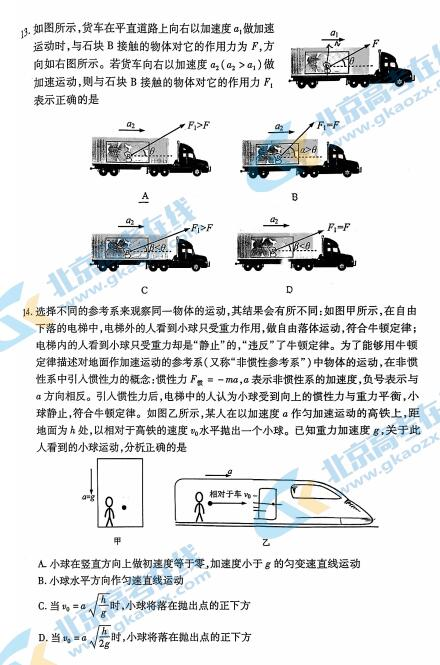 13. 如图所示,货车在平直道路上向右以加速度 a₁做加速
运动时,与石块 B 接触的物体对它的作用力为 F,方
向如右图所示。若货车向右以加速度 a₂(a₂ > a₁)做
加速运动,则与石块 B 接触的物体对它的作用力 F₁
表示正确的是
a₁
F
θ
a₂
F₁>F
θ
A
a₂
F₁=F
α>θ
B
a₂
F₁>F
β<θ
C
a₂
F₁=F
β<θ
D
14. 选择不同的参考系来观察同一物体的运动,其结果会有所不同:如图甲所示,在自由
下落的电梯中,电梯外的人看到小球只受重力作用,做自由落体运动,符合牛顿定律;
电梯内的人看到小球只受重力却是“静止”的,“违反”了牛顿定律。为了能够用牛顿
定律描述对地面作加速运动的参考系(又称“非惯性参考系”)中物体的运动,在非惯
性系中引入惯性力的概念:惯性力 F惯 = -ma,a 表示非惯性系的加速度,负号表示与
a 方向相反。引入惯性力后,电梯中的人认为小球受到向上的惯性力与重力平衡,小
球静止,符合牛顿定律。如图乙所示,某人在以加速度 a 作匀加速运动的高铁上,距
地面为 h 处,以相对于高铁的速度 v₀水平抛出一个小球。已知重力加速度 g,关于此
人看到的小球运动,分析正确的是
a=g
甲
a
相对于车 v₀
乙
A. 小球在竖直方向上做初速度等于零,加速度小于 g 的匀变速直线运动
B. 小球水平方向作匀速直线运动
C. 当 v₀ = a √(h/g) 时,小球将落在抛出点的正下方
D. 当 v₀ = a √(h/2g) 时,小球将落在抛出点的正下方
北京高考在线
www.gkaozx.com